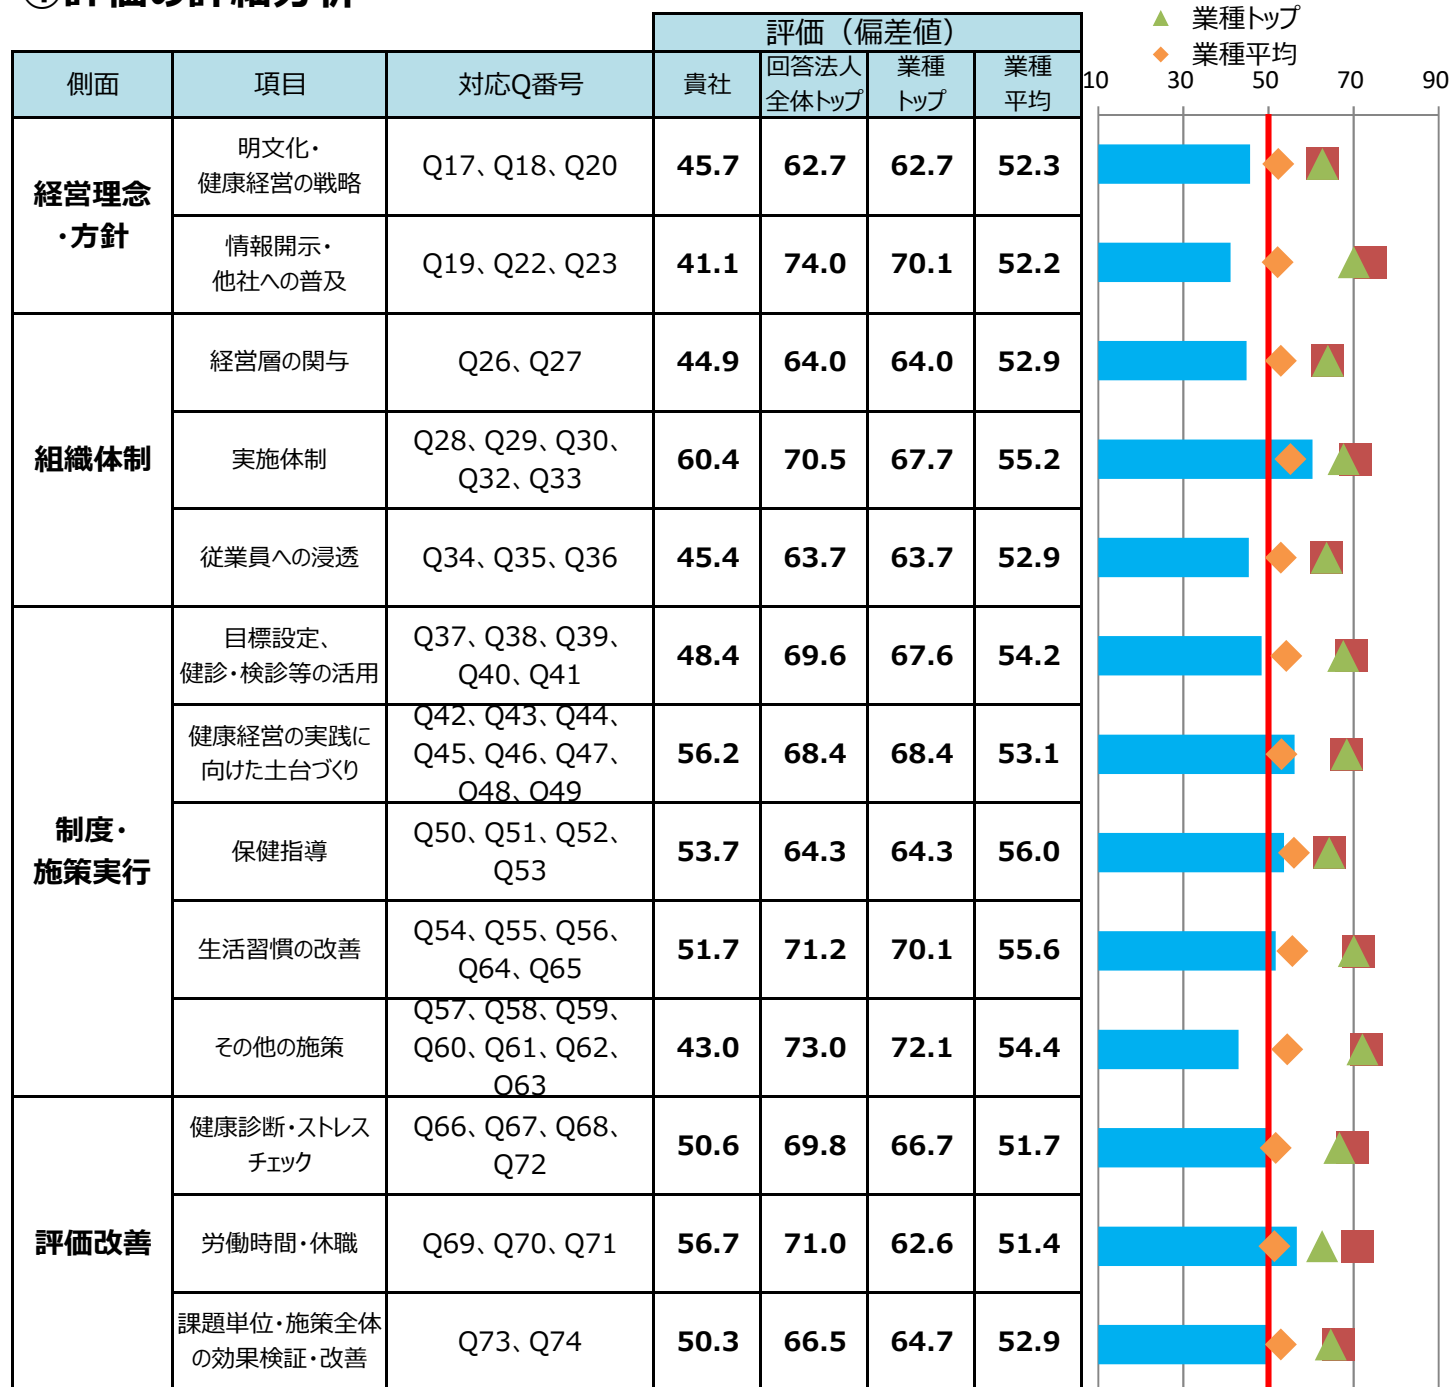 ①評価の詳細分析
▲ 業種トップ
◆ 業種平均
評価（偏差値）
側面 項目 対応Q番号 貴社 回答法人 業種 業種
全体トップ トップ 平均
10 30 50 70 90
経営理念
・方針
明文化・
健康経営の戦略
Q17、Q18、Q20 45.7 62.7 62.7 52.3
情報開示・
他社への普及
Q19、Q22、Q23 41.1 74.0 70.1 52.2
組織体制
経営層の関与 Q26、Q27 44.9 64.0 64.0 52.9
実施体制
Q28、Q29、Q30、
Q32、Q33
60.4 70.5 67.7 55.2
従業員への浸透 Q34、Q35、Q36 45.4 63.7 63.7 52.9
制度・
施策実行
目標設定、
健診・検診等の活用
Q37、Q38、Q39、
Q40、Q41
48.4 69.6 67.6 54.2
健康経営の実践に
向けた土台づくり
Q42、Q43、Q44、
Q45、Q46、Q47、
Q48、Q49
56.2 68.4 68.4 53.1
保健指導
Q50、Q51、Q52、
Q53
53.7 64.3 64.3 56.0
生活習慣の改善
Q54、Q55、Q56、
Q64、Q65
51.7 71.2 70.1 55.6
その他の施策
Q57、Q58、Q59、
Q60、Q61、Q62、
Q63
43.0 73.0 72.1 54.4
評価改善
健康診断・ストレス
チェック
Q66、Q67、Q68、
Q72
50.6 69.8 66.7 51.7
労働時間・休職 Q69、Q70、Q71 56.7 71.0 62.6 51.4
課題単位・施策全体
の効果検証・改善
Q73、Q74 50.3 66.5 64.7 52.9